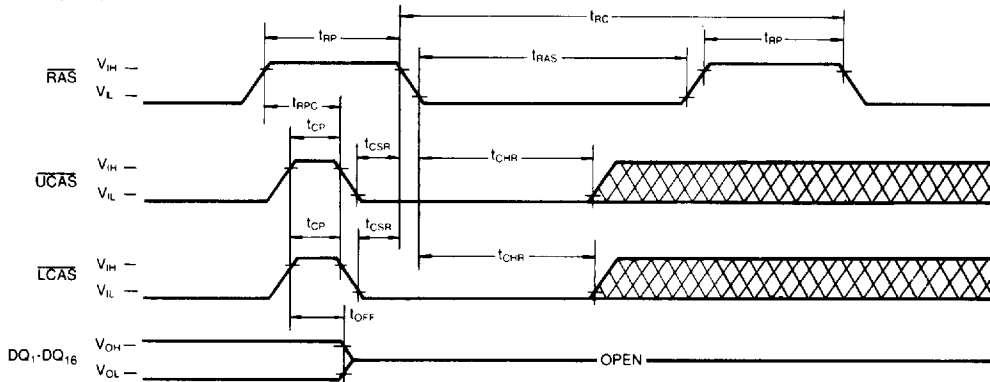 tRC
tRP
tRAS
tRP
RAS
VIH
VIL
tRPC
tCP
tCSR
tCHR
UCAS
VIH
VIL
tCP
tCSR
tCHR
LCAS
VIH
VIL
tOFF
DQ1-DQ16
VOH
VOL
OPEN